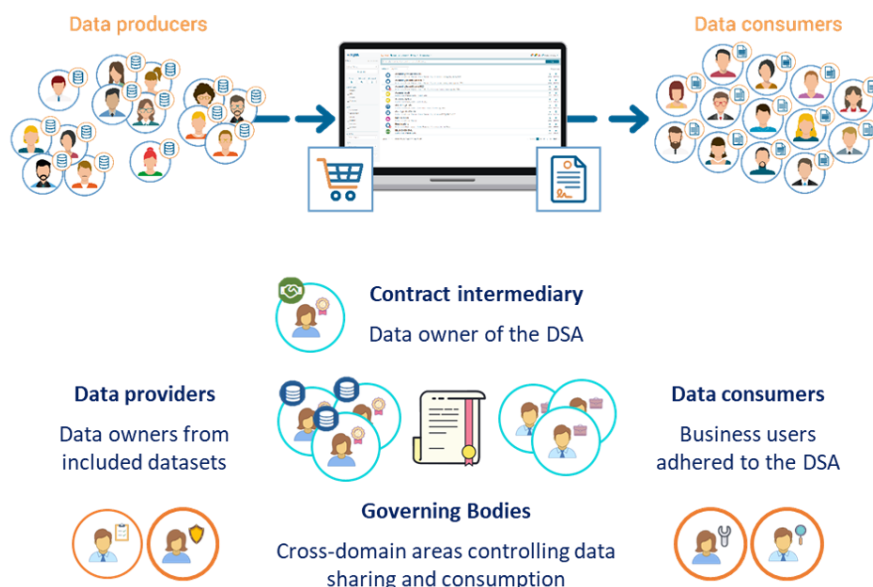 Data producers
Data consumers
Contract intermediary
Data owner of the DSA
Data providers
Data owners from
included datasets
Data consumers
Business users
adhered to the DSA
Governing Bodies
Cross-domain areas controlling data
sharing and consumption